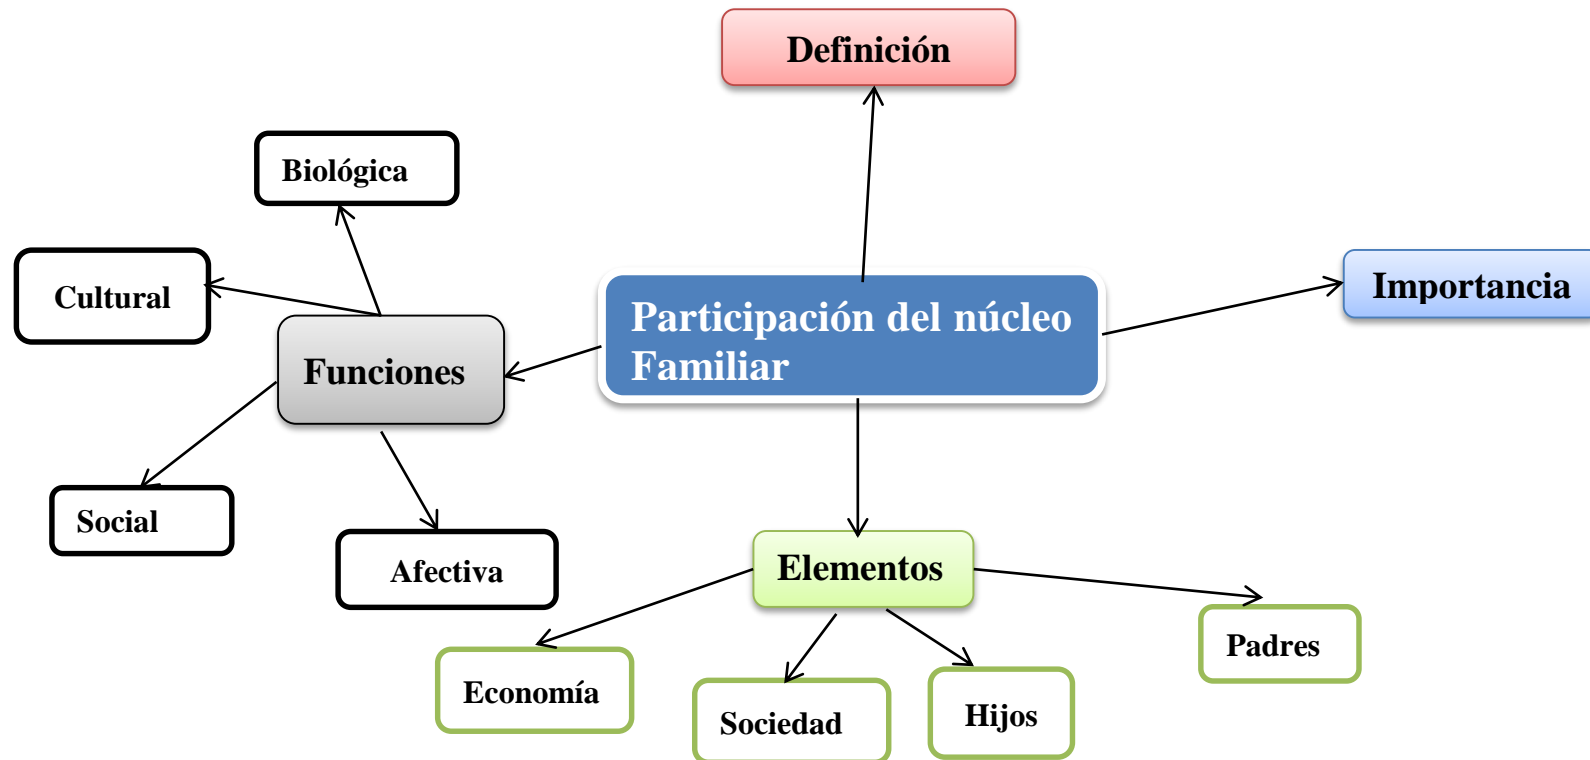 Definición
Biológica
Cultural
Importancia
Participación del núcleo
Familiar
Funciones
Social
Afectiva
Elementos
Padres
Economía
Sociedad
Hijos